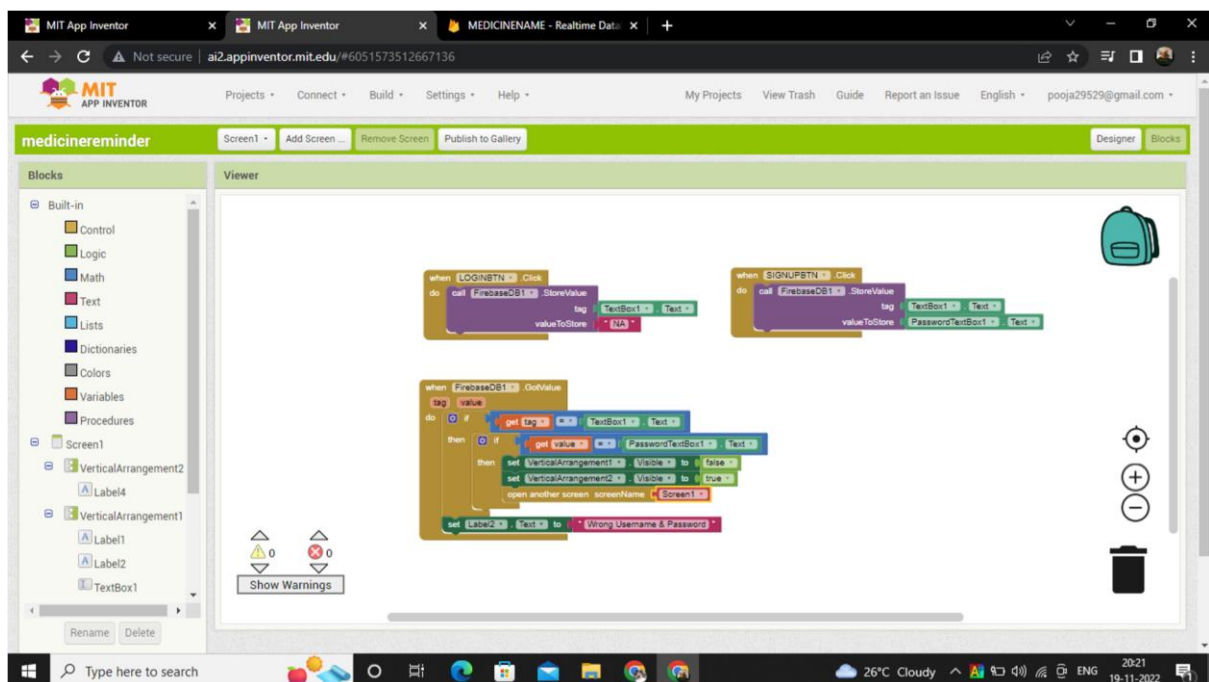 MIT App Inventor
MIT App Inventor
MEDICINENAME - Realtime Data
Not secure | ai2.appinventor.mit.edu/#6051573512667136
MIT
APP INVENTOR
Projects Connect Build Settings Help My Projects View Trash Guide Report an Issue English pooja29529@gmail.com
medicinereminder Screen1 Add Screen ... Remove Screen Publish to Gallery Designer Blocks
Blocks Viewer
Built-in
Control
Logic
Math
Text
Lists
Dictionaries
Colors
Variables
Procedures
Screen1
VerticalArrangement2
Label4
VerticalArrangement1
Label1
Label2
TextBox1
Rename Delete
when LOGINBTN .Click
do call FirebaseDB1 .StoreValue
tag TextBox1 . Text
valueToStore " NA "
when SIGNUPBTN .Click
do call FirebaseDB1 .StoreValue
tag TextBox1 . Text
valueToStore PasswordTextBox1 . Text
when FirebaseDB1 .GotValue
tag value
do if get tag = TextBox1 . Text
then if get value = PasswordTextBox1 . Text
then set VerticalArrangement1 . Visible to false
set VerticalArrangement2 . Visible to true
open another screen screenName Screen1
set Label2 . Text to " Wrong Username & Password "
0 0
Show Warnings
Type here to search
26°C Cloudy ENG
20:21
19-11-2022